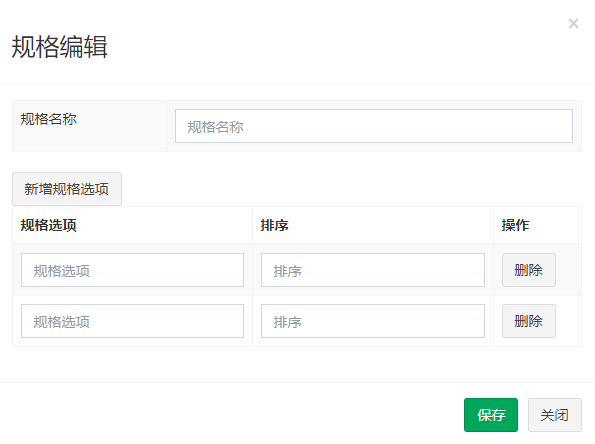 ×
规格编辑
规格名称 规格名称
新增规格选项
规格选项 排序 操作
规格选项 排序 删除
规格选项 排序 删除
保存 关闭